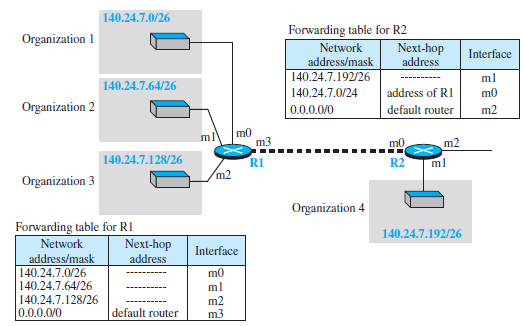 140.24.7.0/26
Organization 1
140.24.7.64/26
Organization 2
140.24.7.128/26
Organization 3
m1
m0
m3
R1
m2
Forwarding table for R2
Network address/mask Next-hop address Interface
140.24.7.192/26 ---------- m1
140.24.7.0/24 address of R1 m0
0.0.0.0/0 default router m2
m0
m2
R2
m1
Organization 4
140.24.7.192/26
Forwarding table for R1
Network address/mask Next-hop address Interface
140.24.7.0/26 ---------- m0
140.24.7.64/26 ---------- m1
140.24.7.128/26 ---------- m2
0.0.0.0/0 default router m3